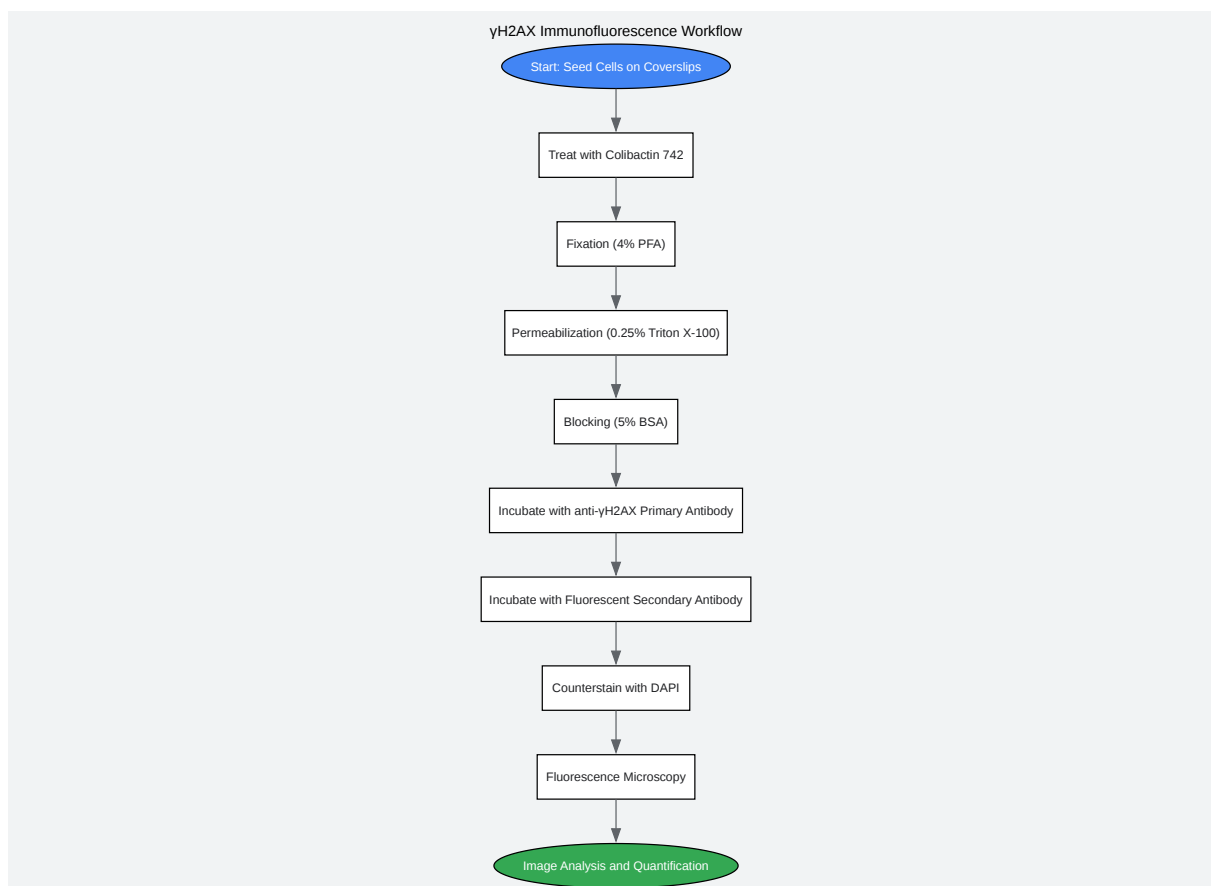 γH2AX Immunofluorescence Workflow
Start: Seed Cells on Coverslips
Treat with Colibactin 742
Fixation (4% PFA)
Permeabilization (0.25% Triton X-100)
Blocking (5% BSA)
Incubate with anti-γH2AX Primary Antibody
Incubate with Fluorescent Secondary Antibody
Counterstain with DAPI
Fluorescence Microscopy
Image Analysis and Quantification